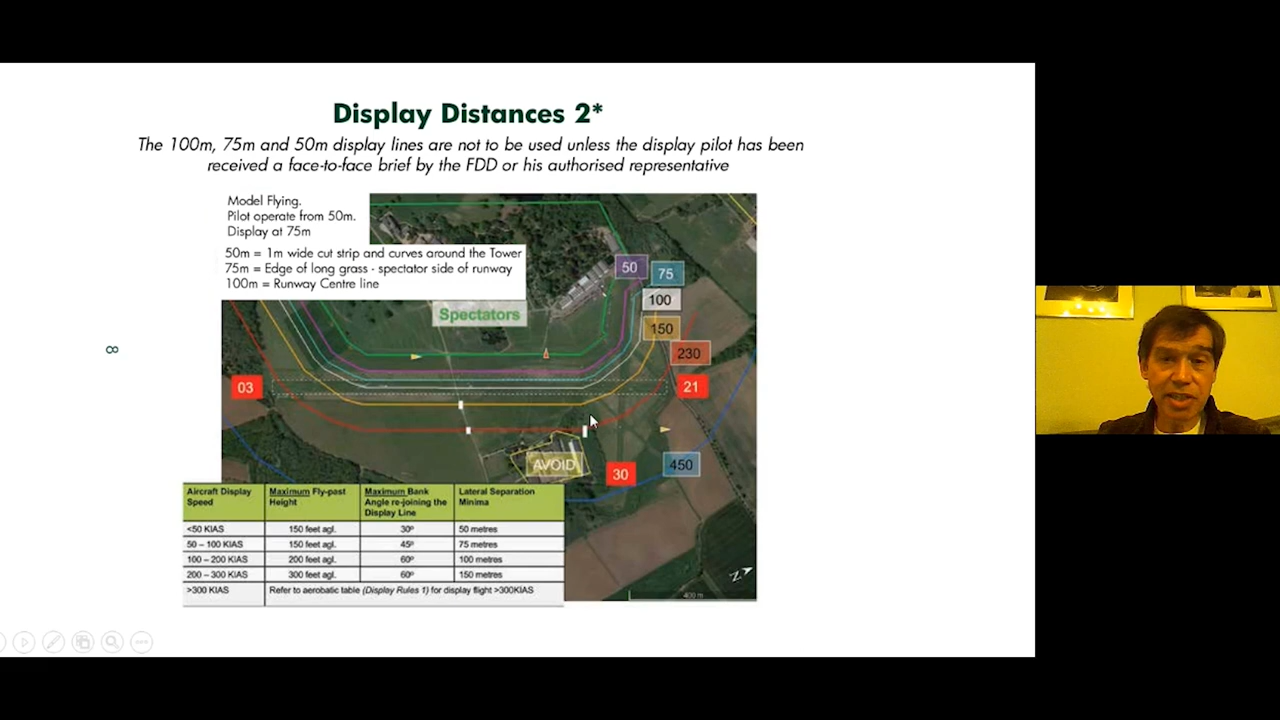 Display Distances 2*
The 100m, 75m and 50m display lines are not to be used unless the display pilot has been
received a face-to-face brief by the FDD or his authorised representative
Model Flying.
Pilot operate from 50m.
Display at 75m
50m = 1m wide cut strip and curves around the Tower
75m = Edge of long grass - spectator side of runway
100m = Runway Centre line
50
75
100
Spectators
150
230
8
03
21
AVOID
30
450
Aircraft Display Speed Maximum Fly-past Height Maximum Bank Angle re-joining the Display Line Lateral Separation Minima
<50 KIAS 150 feet agl. 30º 50 metres
50 – 100 KIAS 150 feet agl. 45º 75 metres
100 – 200 KIAS 200 feet agl. 60º 100 metres
200 – 300 KIAS 300 feet agl. 60º 150 metres
>300 KIAS Refer to aerobatic table (Display Rules 1) for display flight >300KIAS
Z
400 m